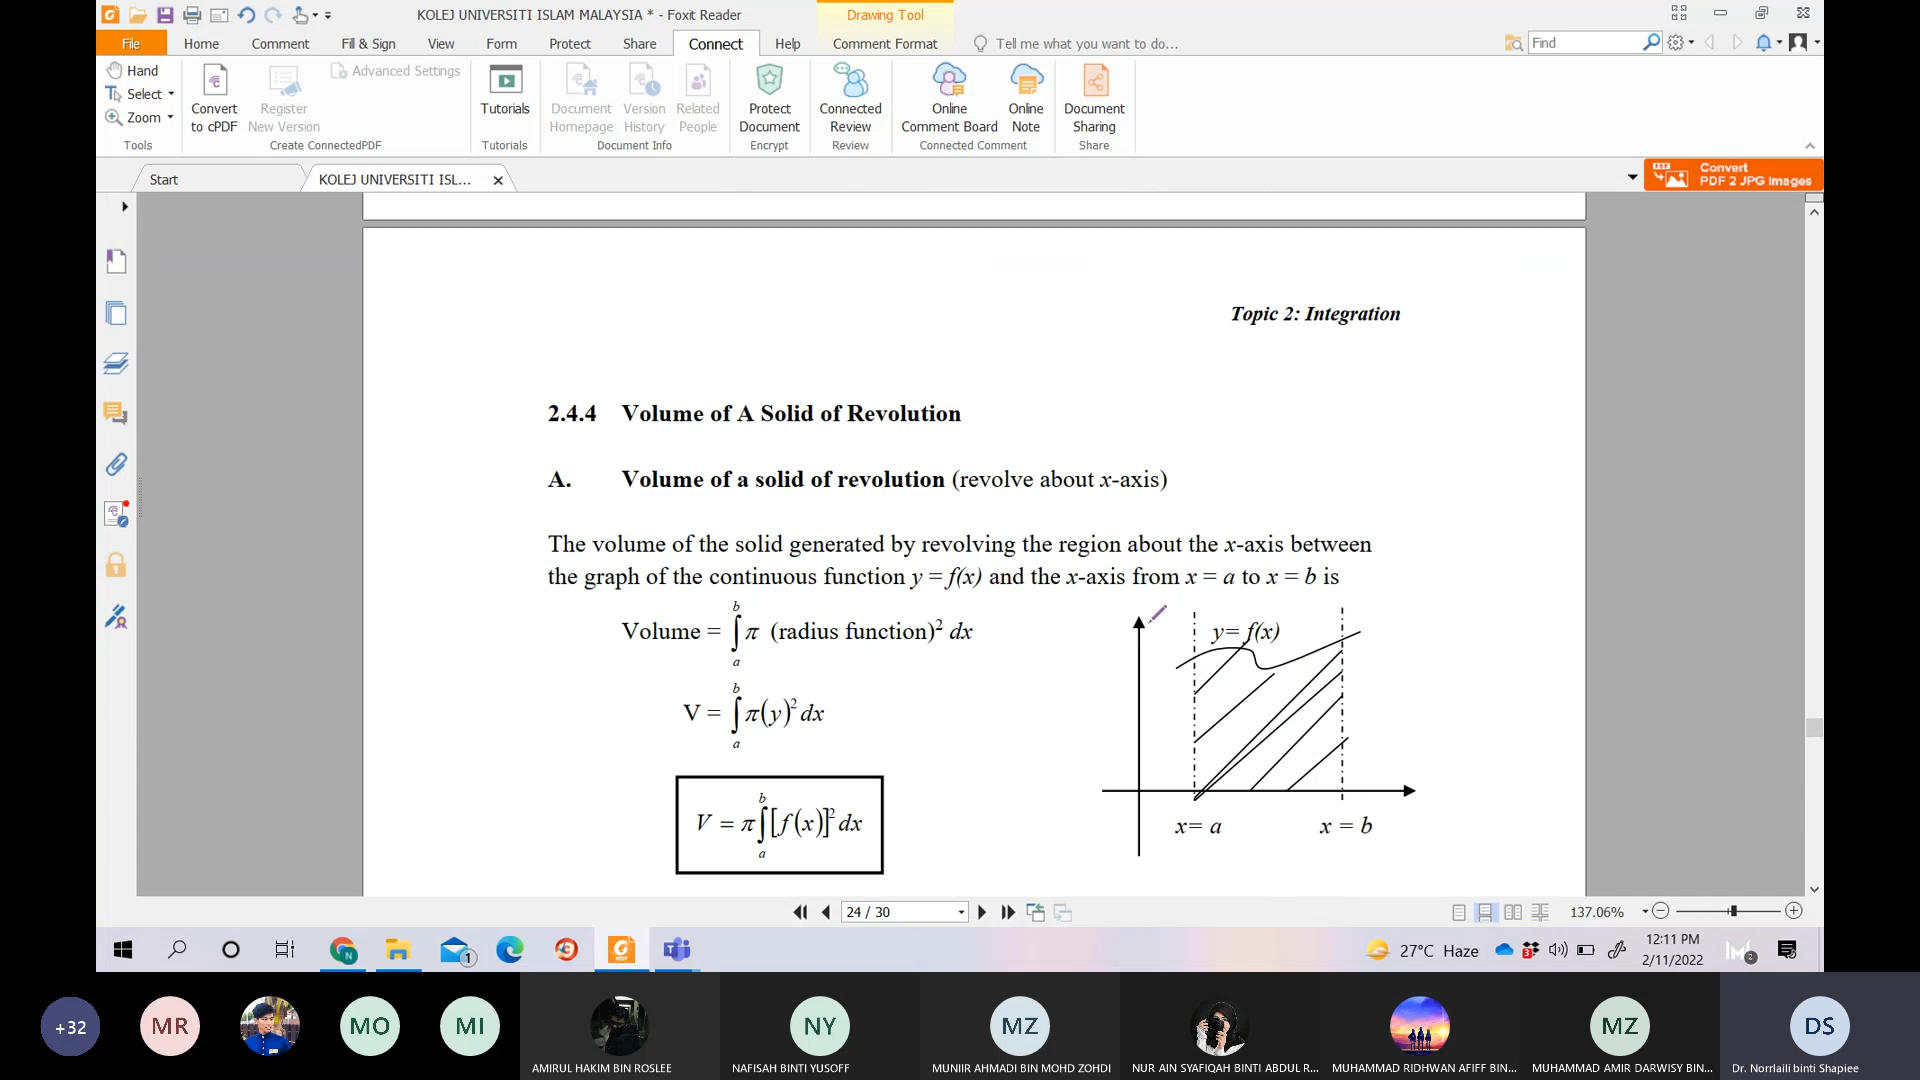 KOLEJ UNIVERSITI ISLAM MALAYSIA * - Foxit Reader
Drawing Tool
File Home Comment Fill & Sign View Form Protect Share Connect Help Comment Format Tell me what you want to do... Find
Hand
Select
Zoom
Tools
Convert to cPDF
Register New Version
Advanced Settings
Create ConnectedPDF
Tutorials
Tutorials
Document Homepage
Version History
Related People
Document Info
Protect Document
Encrypt
Connected Review
Review
Online Comment Board
Online Note
Connected Comment
Document Sharing
Share
Start
KOLEJ UNIVERSITI ISL...
Convert
PDF 2 JPG Images
Topic 2: Integration
2.4.4 Volume of A Solid of Revolution
A. Volume of a solid of revolution (revolve about x-axis)
The volume of the solid generated by revolving the region about the x-axis between
the graph of the continuous function y = f(x) and the x-axis from x = a to x = b is
Volume = ∫_a^b π (radius function)² dx
V = ∫_a^b π(y)² dx
V = π∫_a^b [f(x)]² dx
y= f(x)
x= a
x = b
24 / 30
137.06%
27°C Haze
12:11 PM
2/11/2022
+32
MR
MO
MI
AMIRUL HAKIM BIN ROSLEE
NY
NAFISAH BINTI YUSOFF
MZ
MUNIIR AHMADI BIN MOHD ZOHDI
NUR AIN SYAFIQAH BINTI ABDUL R...
MUHAMMAD RIDHWAN AFIFF BIN...
MZ
MUHAMMAD AMIR DARWISY BIN...
DS
Dr. Norrlaili binti Shapiee